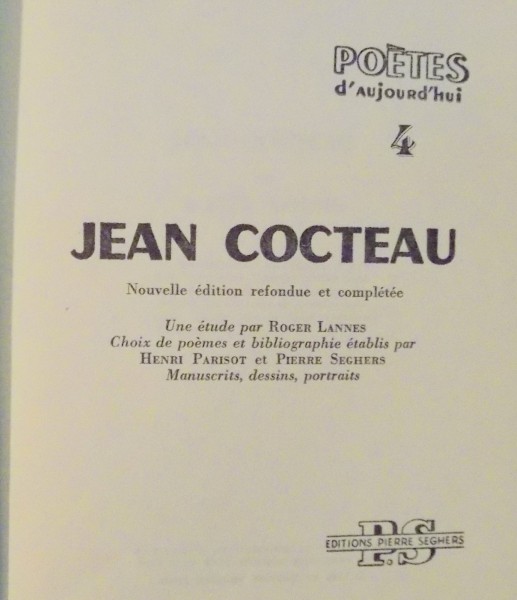 POÈTES
d'AUJOURd'HUI
4
JEAN COCTEAU
Nouvelle édition refondue et complétée
Une étude par ROGER LANNES
Choix de poèmes et bibliographie établis par
HENRI PARISOT et PIERRE SEGHERS
Manuscrits, dessins, portraits
P.S
EDITIONS PIERRE SEGHERS